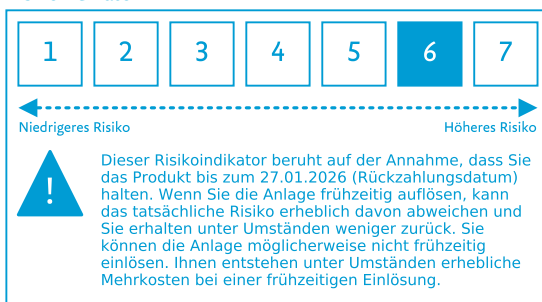 1 2 3 4 5 6 7
Niedrigeres Risiko Höheres Risiko
! Dieser Risikoindikator beruht auf der Annahme, dass Sie
das Produkt bis zum 27.01.2026 (Rückzahlungsdatum)
halten. Wenn Sie die Anlage frühzeitig auflösen, kann
das tatsächliche Risiko erheblich davon abweichen und
Sie erhalten unter Umständen weniger zurück. Sie
können die Anlage möglicherweise nicht frühzeitig
einlösen. Ihnen entstehen unter Umständen erhebliche
Mehrkosten bei einer frühzeitigen Einlösung.